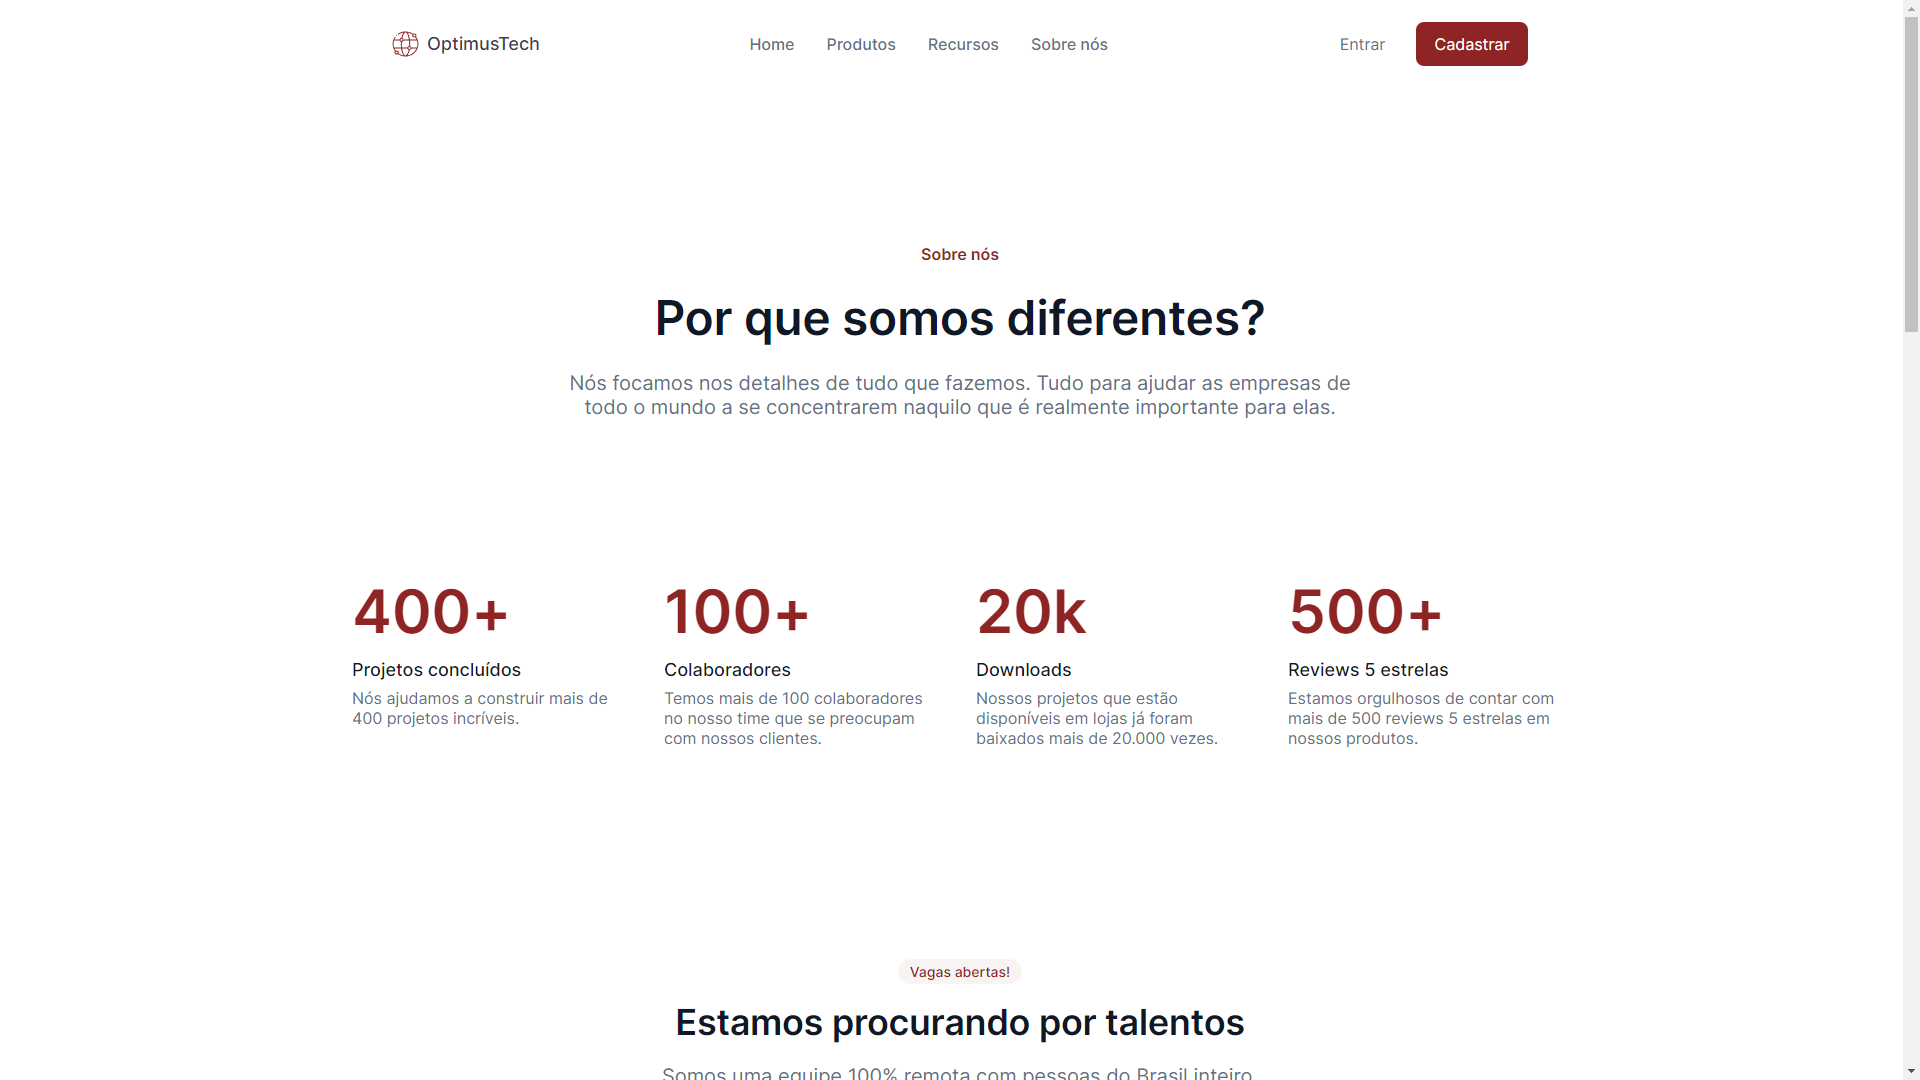 OptimusTech
Home
Produtos
Recursos
Sobre nós
Entrar
Cadastrar
Sobre nós
Por que somos diferentes?
Nós focamos nos detalhes de tudo que fazemos. Tudo para ajudar as empresas de
todo o mundo a se concentrarem naquilo que é realmente importante para elas.
400+
Projetos concluídos
Nós ajudamos a construir mais de
400 projetos incríveis.
100+
Colaboradores
Temos mais de 100 colaboradores
no nosso time que se preocupam
com nossos clientes.
20k
Downloads
Nossos projetos que estão
disponíveis em lojas já foram
baixados mais de 20.000 vezes.
500+
Reviews 5 estrelas
Estamos orgulhosos de contar com
mais de 500 reviews 5 estrelas em
nossos produtos.
Vagas abertas!
Estamos procurando por talentos
Somos uma equipe 100% remota com pessoas do Brasil inteiro